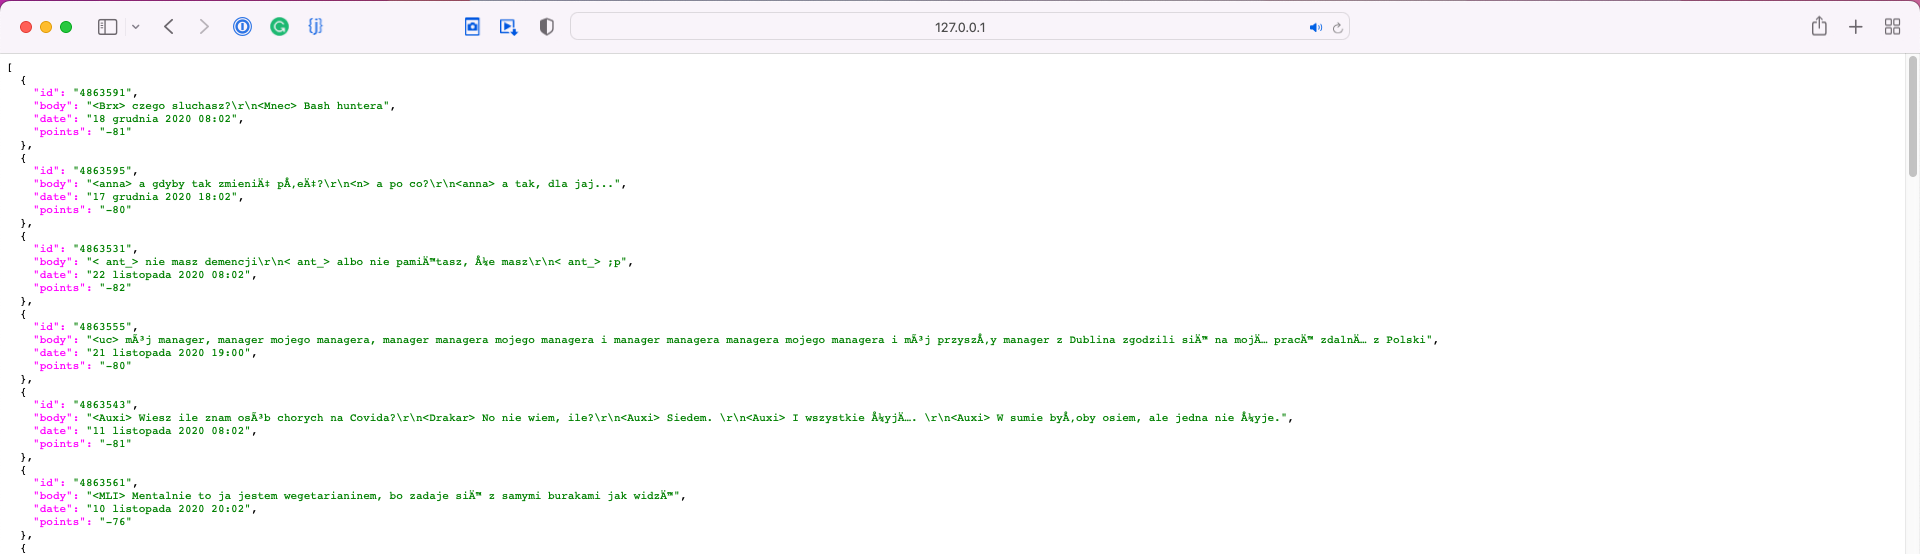 127.0.0.1
[
{
"id": "4863591",
"body": "<Brx> czego sluchasz?\r\n<Mnec> Bash huntera",
"date": "18 grudnia 2020 08:02",
"points": "-81"
},
{
"id": "4863595",
"body": "<anna> a gdyby tak zmieniÄ‡ pÅ‚eÄ‡?\r\n<n> a po co?\r\n<anna> a tak, dla jaj...",
"date": "17 grudnia 2020 18:02",
"points": "-80"
},
{
"id": "4863531",
"body": "< ant_> nie masz demencji\r\n< ant_> albo nie pamiÄ™tasz, Å¼e masz\r\n< ant_> ;p",
"date": "22 listopada 2020 08:02",
"points": "-82"
},
{
"id": "4863555",
"body": "<uc> mÃ³j manager, manager mojego managera, manager managera mojego managera i manager managera managera mojego managera i mÃ³j przyszÅ‚y manager z Dublina zgodzili siÄ™ na mojÄ… pracÄ™ zdalnÄ… z Polski",
"date": "21 listopada 2020 19:00",
"points": "-80"
},
{
"id": "4863543",
"body": "<Auxi> Wiesz ile znam osÃ³b chorych na Covida?\r\n<Drakar> No nie wiem, ile?\r\n<Auxi> Siedem. \r\n<Auxi> I wszystkie Å¼yjÄ…. \r\n<Auxi> W sumie byÅ‚oby osiem, ale jedna nie Å¼yje.",
"date": "11 listopada 2020 08:02",
"points": "-81"
},
{
"id": "4863561",
"body": "<MLI> Mentalnie to ja jestem wegetarianinem, bo zadaje siÄ™ z samymi burakami jak widzÄ™",
"date": "10 listopada 2020 20:02",
"points": "-76"
},
{